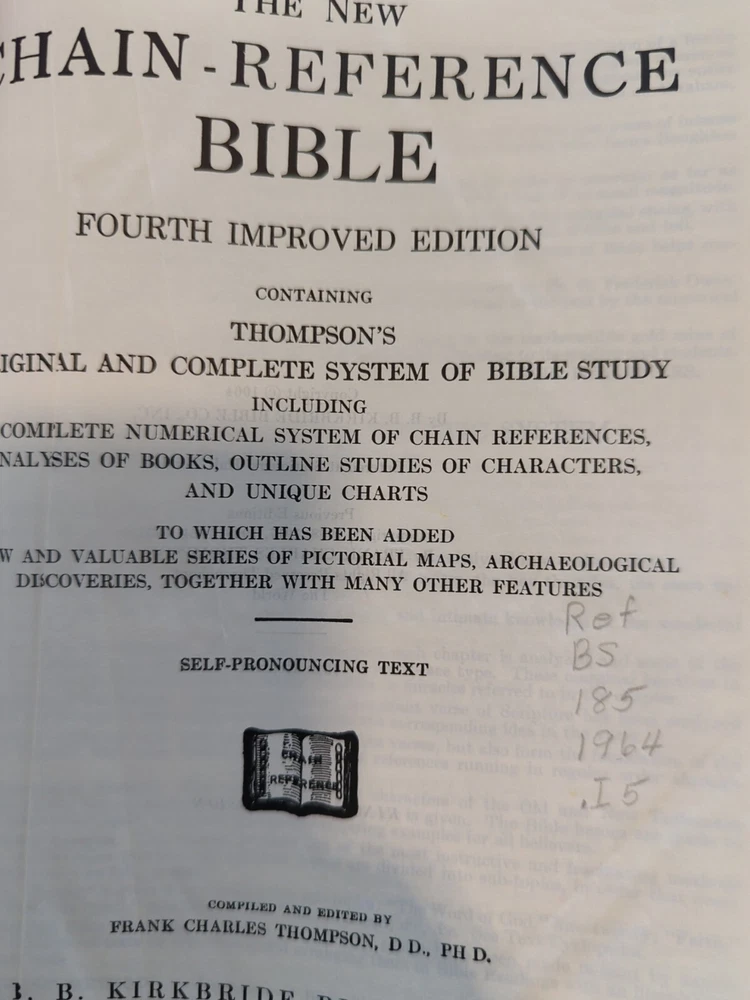 THE NEW
CHAIN-REFERENCE
BIBLE
FOURTH IMPROVED EDITION
CONTAINING
THOMPSON'S
IGINAL AND COMPLETE SYSTEM OF BIBLE STUDY
INCLUDING
COMPLETE NUMERICAL SYSTEM OF CHAIN REFERENCES,
NALYSES OF BOOKS, OUTLINE STUDIES OF CHARACTERS,
AND UNIQUE CHARTS
TO WHICH HAS BEEN ADDED
W AND VALUABLE SERIES OF PICTORIAL MAPS, ARCHAEOLOGICAL
DISCOVERIES, TOGETHER WITH MANY OTHER FEATURES
Ref
BS
185
1964
.I5
SELF-PRONOUNCING TEXT
CHAIN
REFERENCE
COMPILED AND EDITED BY
FRANK CHARLES THOMPSON, D D., PH D.
B. B. KIRKBRIDE